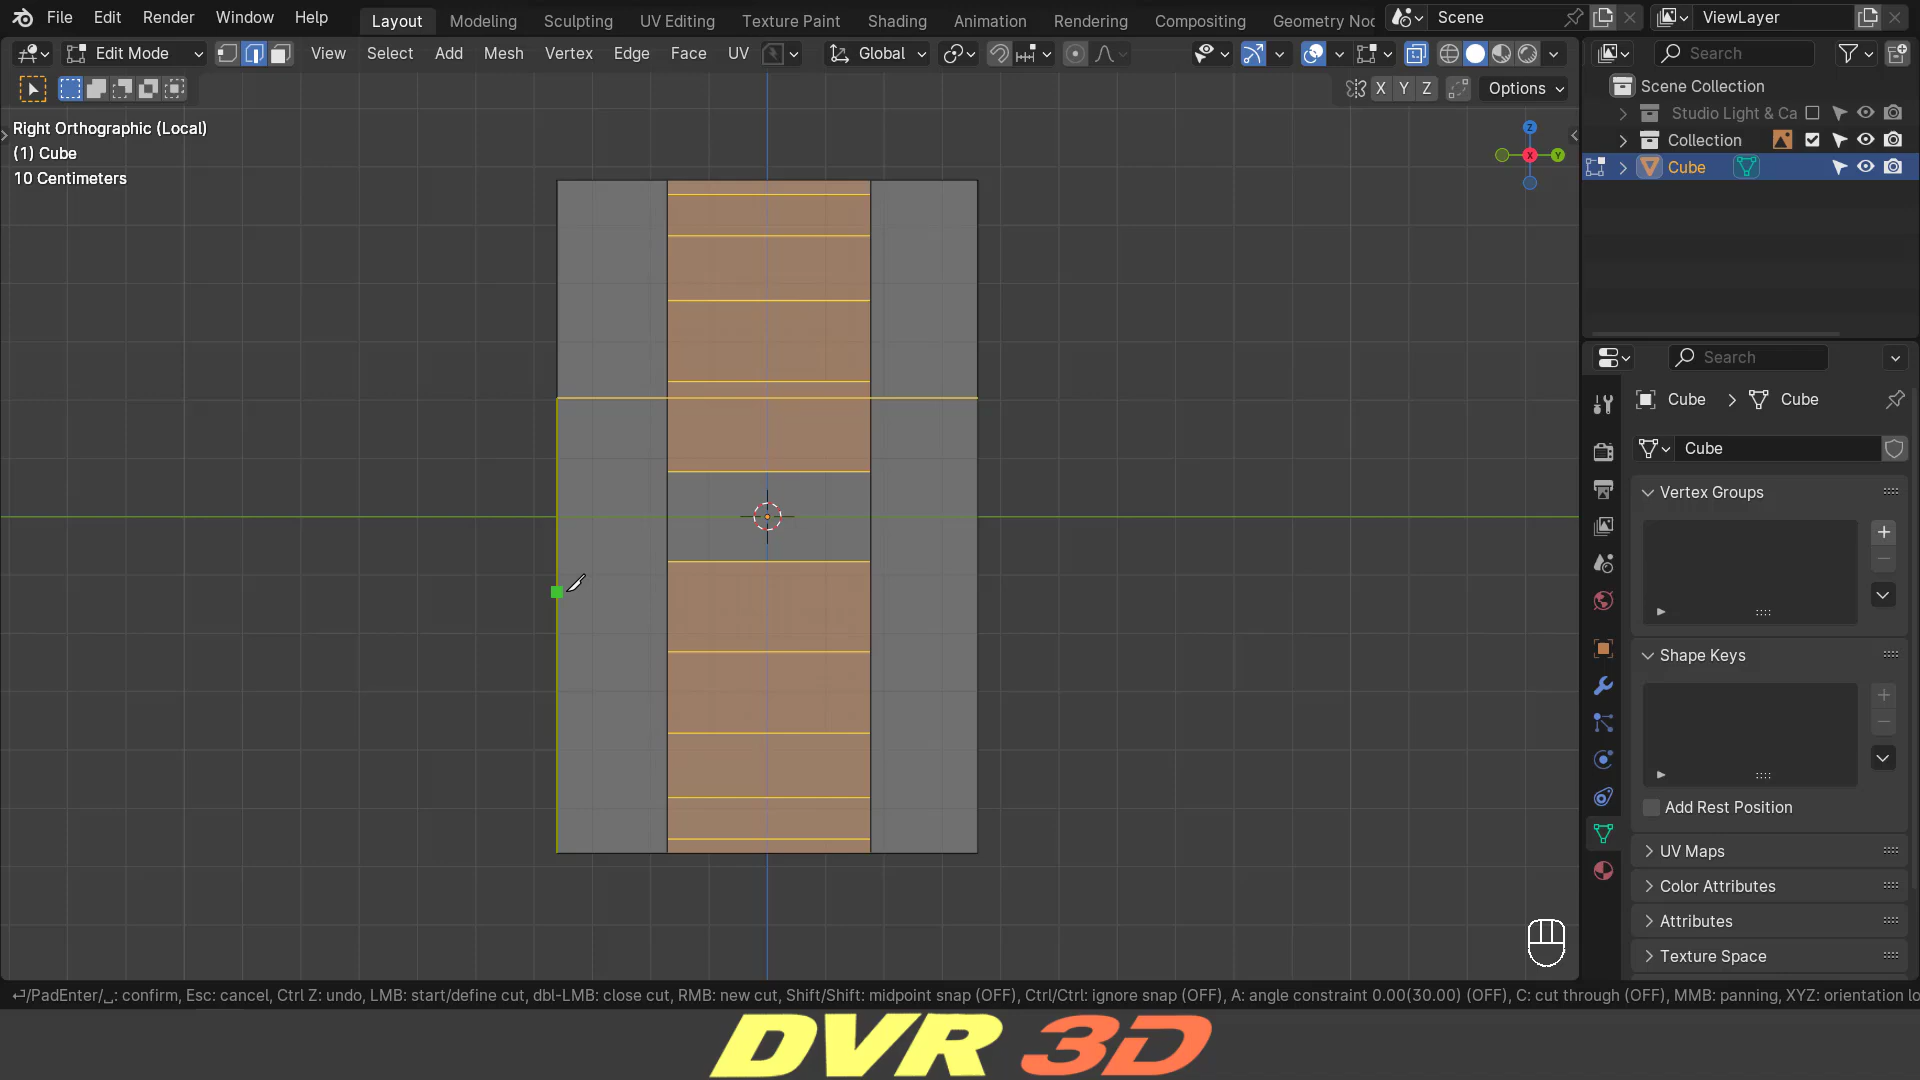 File Edit Render Window Help Layout Modeling Sculpting UV Editing Texture Paint Shading Animation Rendering Compositing Geometry Noc Scene ViewLayer
Edit Mode View Select Add Mesh Vertex Edge Face UV Global Search
X Y Z Options
Right Orthographic (Local)
(1) Cube
10 Centimeters
Z
X Y
Scene Collection
Studio Light & Ca
Collection
Cube
Search
Cube > Cube
Cube
Vertex Groups
Shape Keys
Add Rest Position
UV Maps
Color Attributes
Attributes
Texture Space
⏎/PadEnter/␣: confirm, Esc: cancel, Ctrl Z: undo, LMB: start/define cut, dbl-LMB: close cut, RMB: new cut, Shift/Shift: midpoint snap (OFF), Ctrl/Ctrl: ignore snap (OFF), A: angle constraint 0.00(30.00) (OFF), C: cut through (OFF), MMB: panning, XYZ: orientation lo
DVR 3D